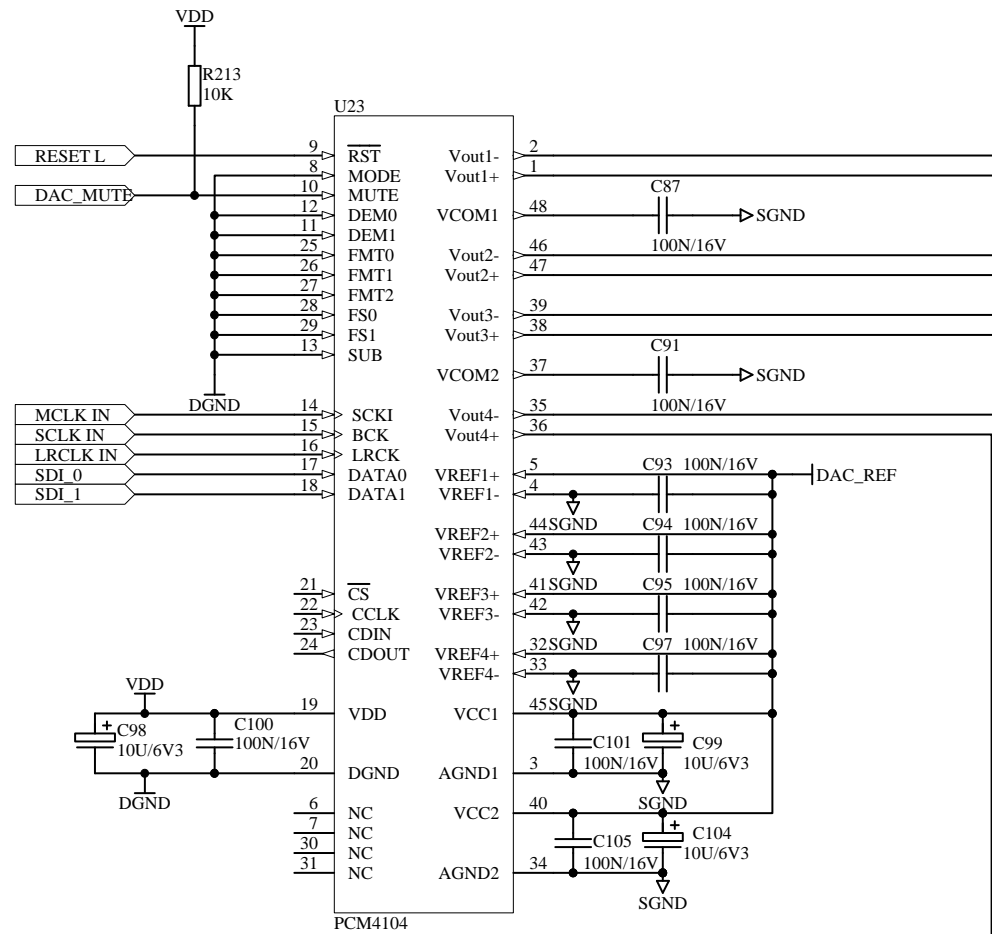 VDD
R213
10K
U23
RESET L
9
RST
Vout1-
2
8
MODE
Vout1+
1
C87
DAC_MUTE
10
MUTE
12
DEM0
VCOM1
48
SGND
11
DEM1
100N/16V
25
FMT0
Vout2-
46
26
FMT1
Vout2+
47
27
FMT2
28
FS0
Vout3-
39
29
FS1
Vout3+
38
13
SUB
C91
VCOM2
37
SGND
DGND
100N/16V
MCLK IN
14
SCKI
Vout4-
35
SCLK IN
15
BCK
Vout4+
36
LRCLK IN
16
LRCK
SDI_0
17
DATA0
VREF1+
5
C93 100N/16V
DAC_REF
SDI_1
18
DATA1
VREF1-
4
SGND
VREF2+
44
C94 100N/16V
VREF2-
43
SGND
21
CS
VREF3+
41
C95 100N/16V
22
CCLK
VREF3-
42
23
CDIN
SGND
24
CDOUT
VREF4+
32
C97 100N/16V
VREF4-
33
SGND
VDD
19
VDD
VCC1
45
C98
10U/6V3
C100
100N/16V
C101
100N/16V
C99
10U/6V3
20
DGND
AGND1
3
DGND
SGND
6
NC
VCC2
40
7
NC
30
NC
C105
100N/16V
C104
10U/6V3
31
NC
AGND2
34
SGND
PCM4104